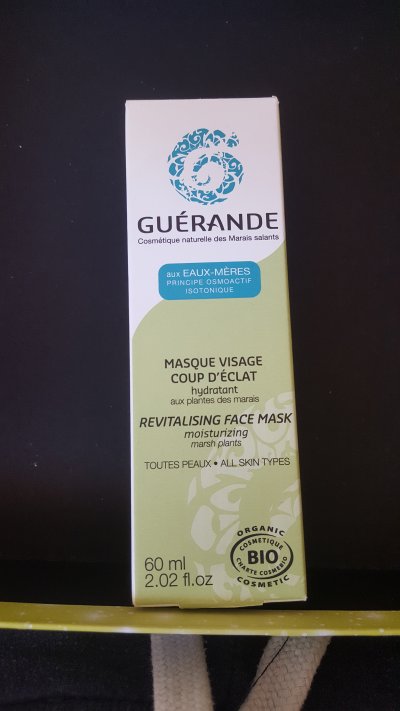 GUÉRANDE
Cosmétique naturelle des Marais salants
aux EAUX-MÈRES
PRINCIPE OSMOACTIF
ISOTONIQUE
MASQUE VISAGE
COUP D'ÉCLAT
hydratant
aux plantes des marais
REVITALISING FACE MASK
moisturizing
marsh plants
TOUTES PEAUX • ALL SKIN TYPES
60 ml
2.02 fl.oz
ORGANIC
COSMETIQUE
BIO
CHARTE COSMEBIO
COSMETIC